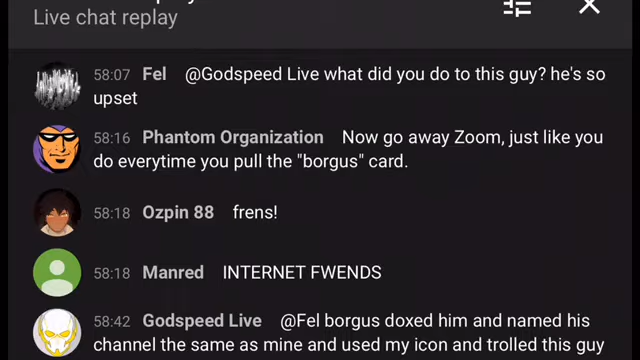 Live chat replay
58:07 Fel @Godspeed Live what did you do to this guy? he's so
upset
58:16 Phantom Organization Now go away Zoom, just like you
do everytime you pull the "borgus" card.
58:18 Ozpin 88 frens!
58:18 Manred INTERNET FWENDS
58:42 Godspeed Live @Fel borgus doxed him and named his
channel the same as mine and used my icon and trolled this guy